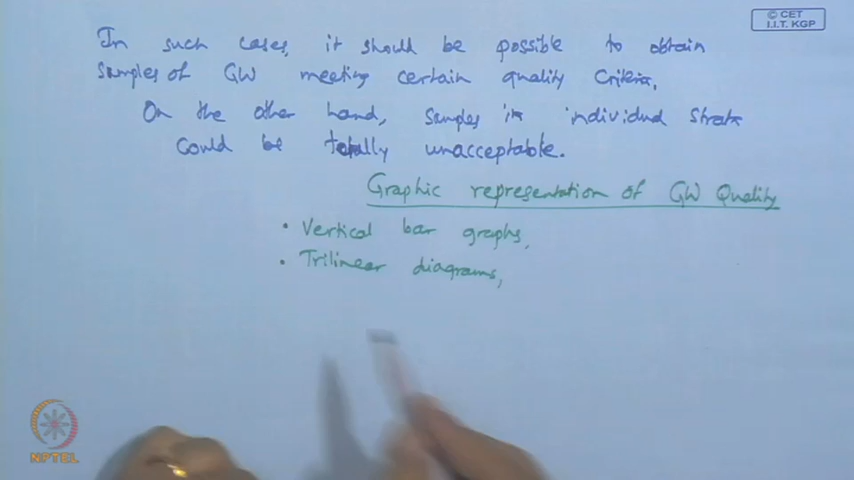 © CET
I.I.T. KGP
In such cases, it should be possible to obtain
samples of GW meeting certain quality criteria.
On the other hand, samples in individual strata
could be totally unacceptable.
Graphic representation of GW Quality
• Vertical bar graphs,
• Trilinear diagrams,
NPTEL